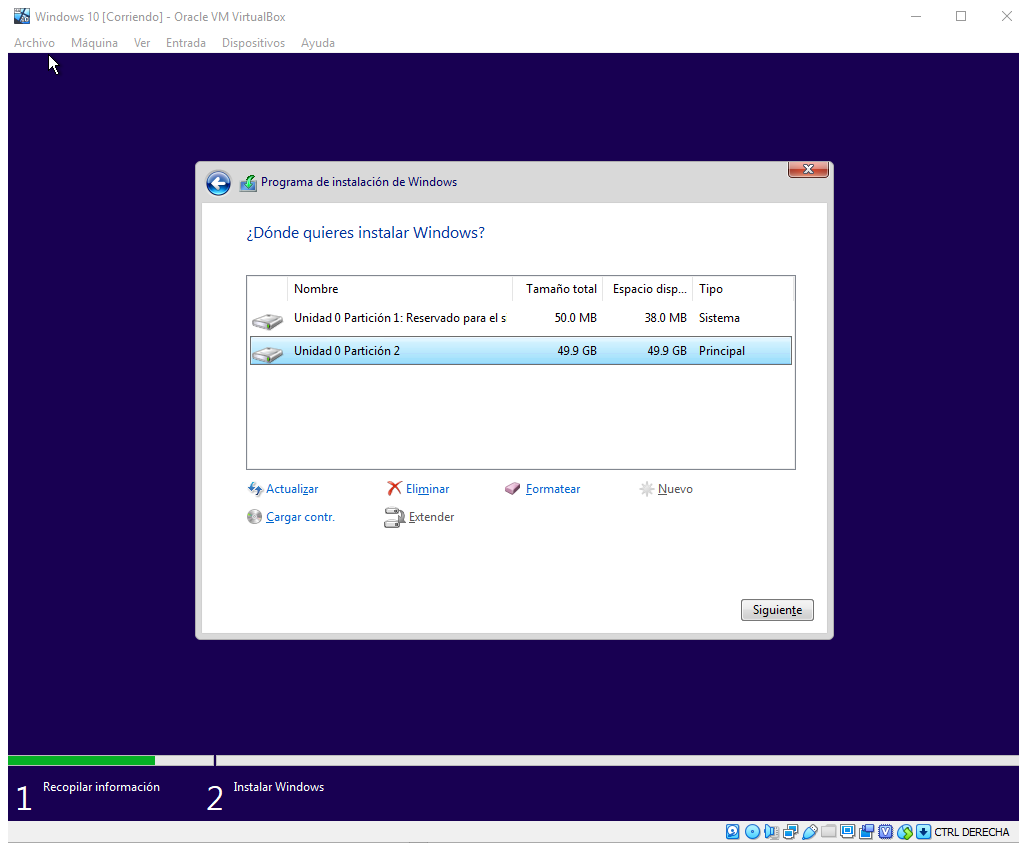 Windows 10 [Corriendo] - Oracle VM VirtualBox
Archivo Máquina Ver Entrada Dispositivos Ayuda
Programa de instalación de Windows
¿Dónde quieres instalar Windows?
Nombre Tamaño total Espacio disp... Tipo
Unidad 0 Partición 1: Reservado para el s 50.0 MB 38.0 MB Sistema
Unidad 0 Partición 2 49.9 GB 49.9 GB Principal
Actualizar Eliminar Formatear Nuevo
Cargar contr. Extender
Siguiente
1 Recopilar información 2 Instalar Windows
CTRL DERECHA